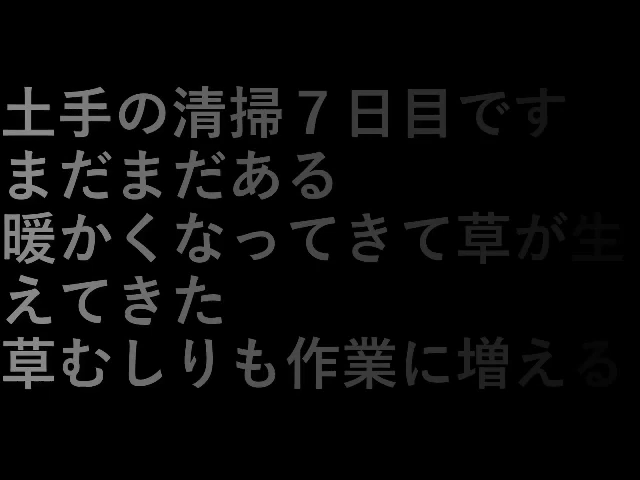 土手の清掃７日目です
まだまだある
暖かくなってきて草が生
えてきた
草むしりも作業に増える